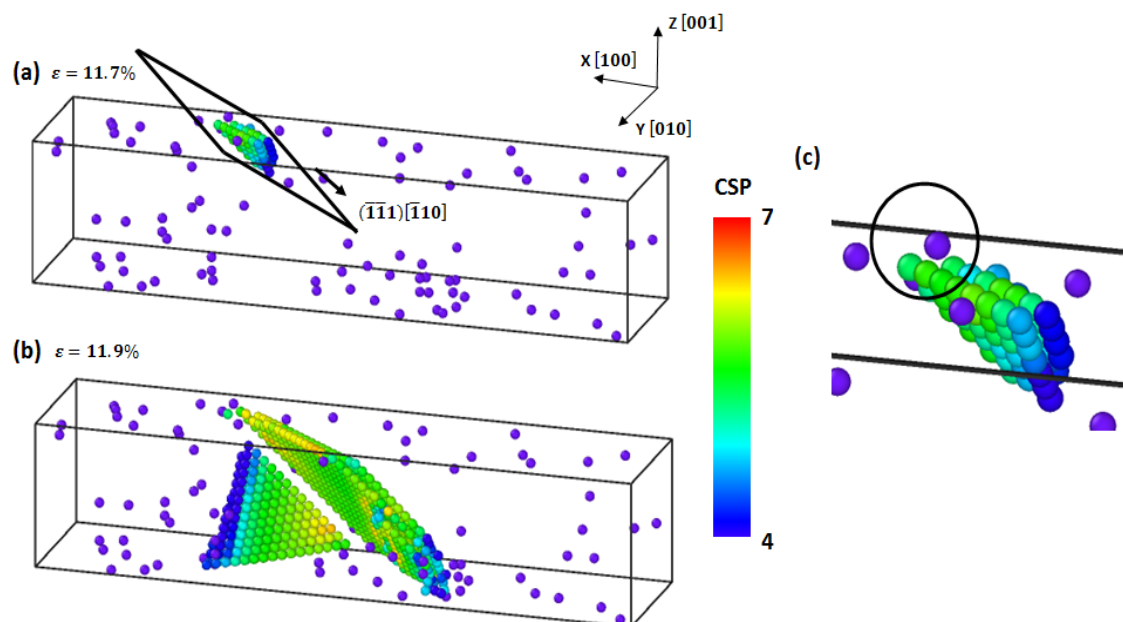 Z [001]
X [100]
Y [010]
(a) ε = 11.7%
(1̅1̅1)[1̅10]
(b) ε = 11.9%
(c)
CSP
7
4